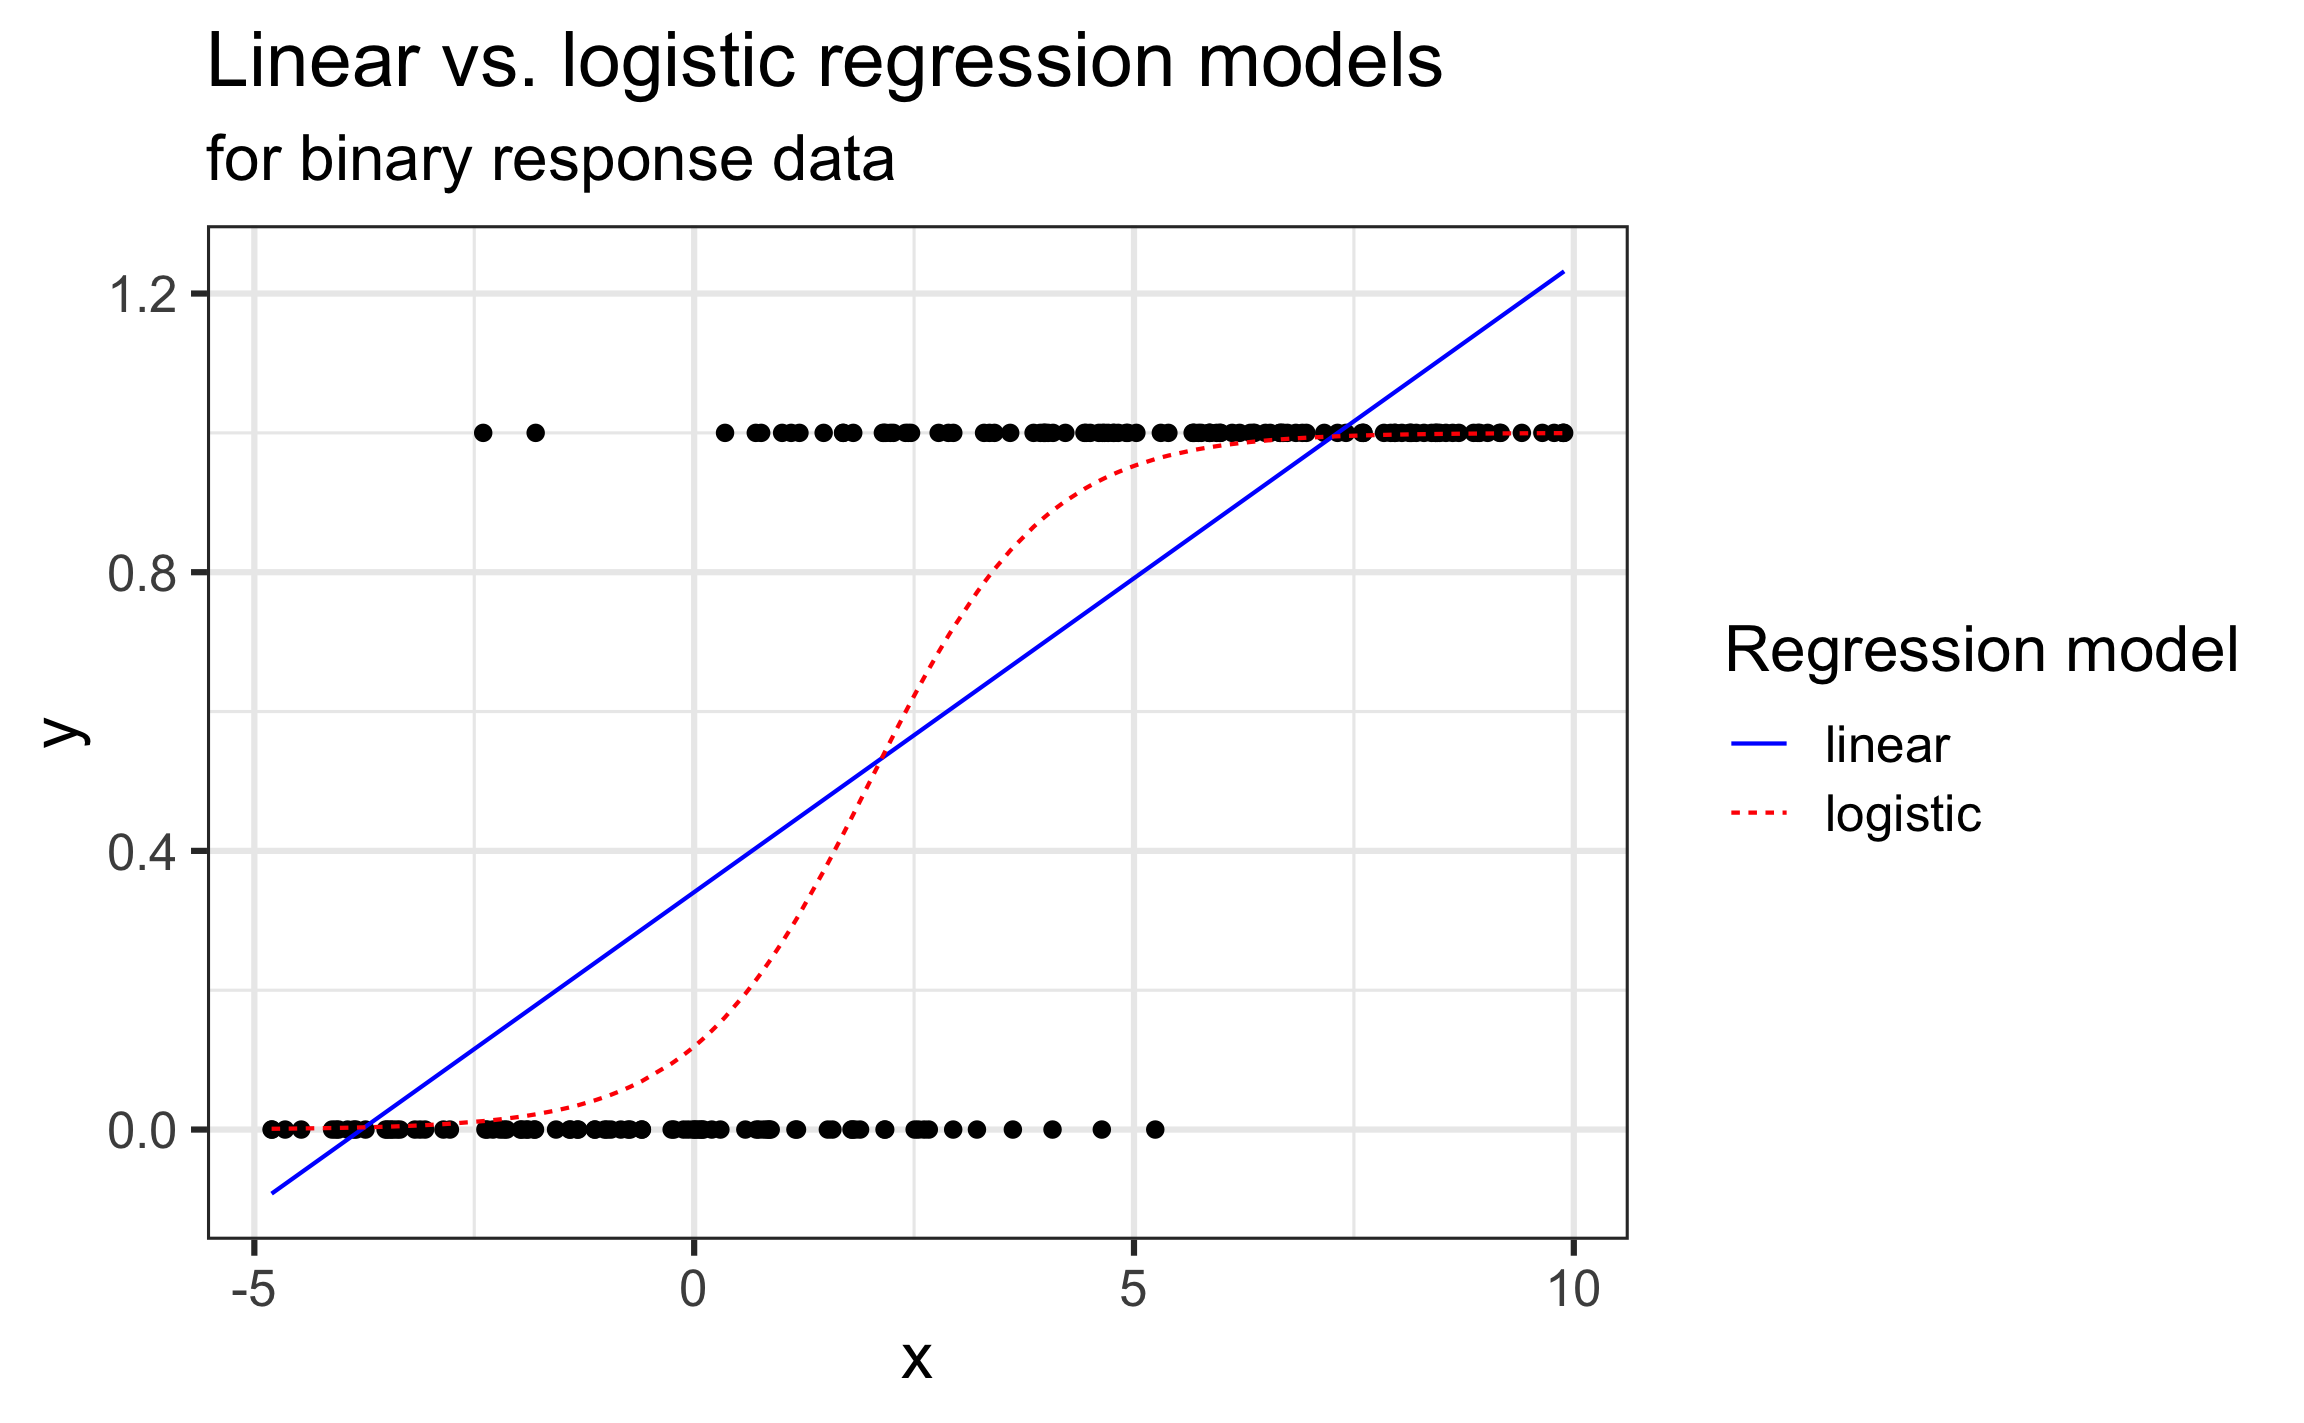 Linear vs. logistic regression models
for binary response data
1.2
0.8
0.4
0.0
y
-5 0 5 10
x
Regression model
linear
logistic